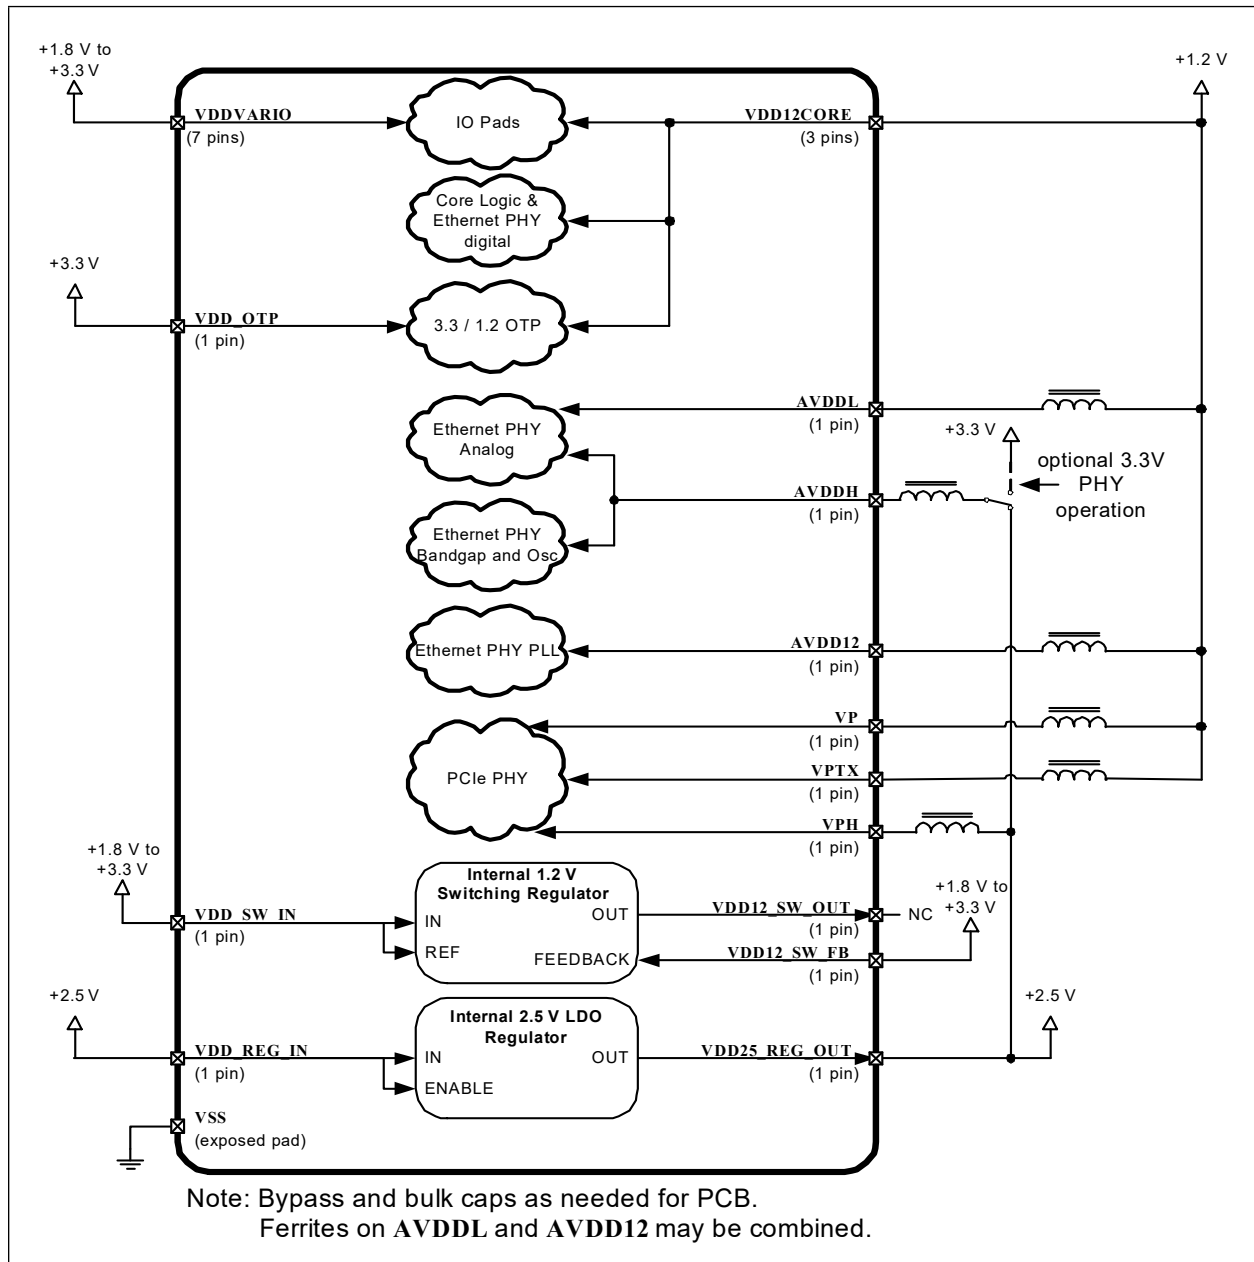 +1.8 V to
+3.3 V
+1.2 V
VDDVARIO
(7 pins)
IO Pads
VDD12CORE
(3 pins)
Core Logic &
Ethernet PHY
digital
+3.3 V
VDD_OTP
(1 pin)
3.3 / 1.2 OTP
AVDDL
(1 pin)
Ethernet PHY
Analog
+3.3 V
optional 3.3V
PHY
operation
AVDDH
(1 pin)
Ethernet PHY
Bandgap and Osc
Ethernet PHY PLL
AVDD12
(1 pin)
VP
(1 pin)
PCIe PHY
VPTX
(1 pin)
VPH
(1 pin)
+1.8 V to
+3.3 V
Internal 1.2 V
Switching Regulator
VDD_SW_IN
(1 pin)
IN
REF
OUT
FEEDBACK
VDD12_SW_OUT
(1 pin)
NC
+1.8 V to
+3.3 V
VDD12_SW_FB
(1 pin)
+2.5 V
Internal 2.5 V LDO
Regulator
+2.5 V
VDD_REG_IN
(1 pin)
IN
ENABLE
OUT
VDD25_REG_OUT
(1 pin)
VSS
(exposed pad)
Note: Bypass and bulk caps as needed for PCB.
Ferrites on AVDDL and AVDD12 may be combined.